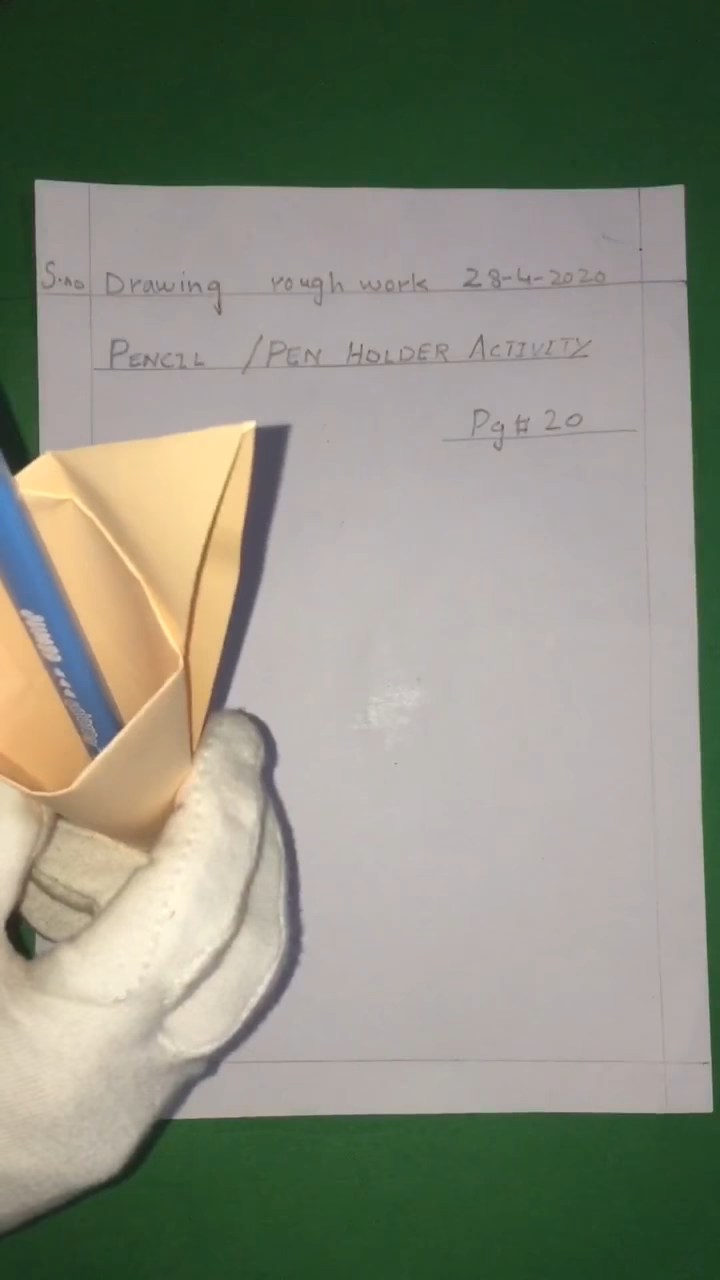 S.no Drawing rough work 28-4-2020
PENCIL / PEN HOLDER ACTIVITY
Pg # 20